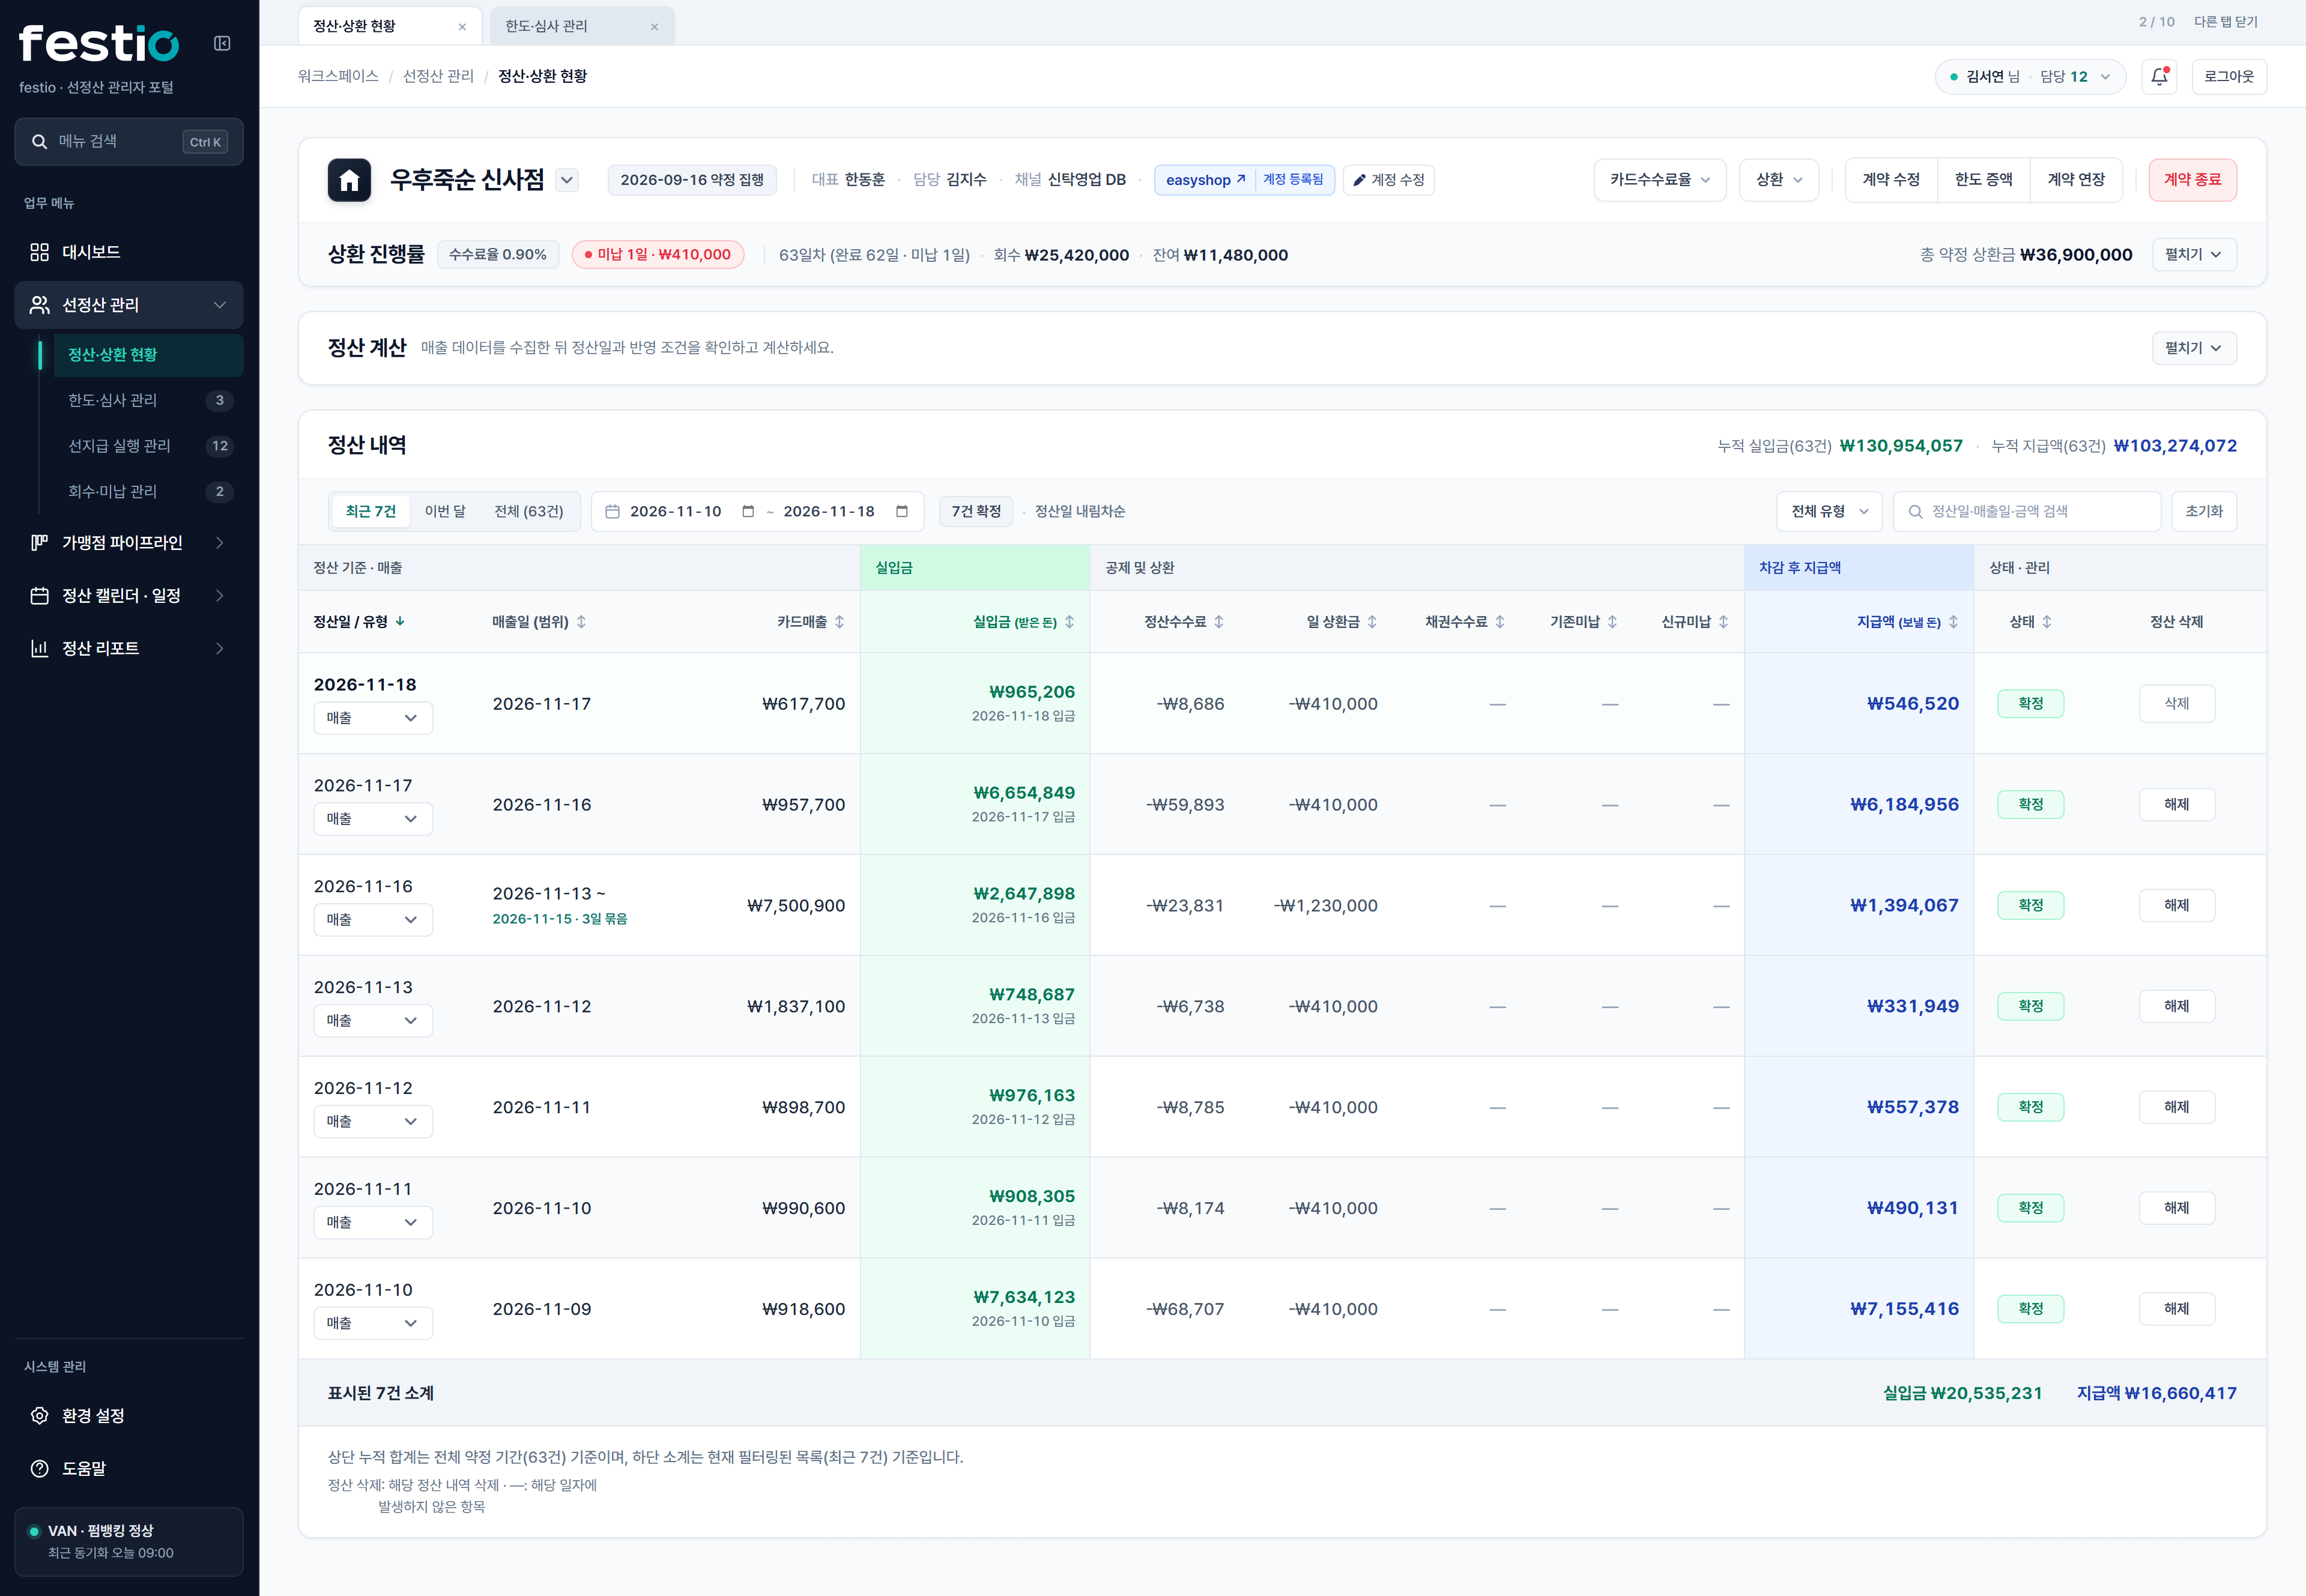 festio
festio · 선정산 관리자 포털
메뉴 검색 Ctrl K
업무 메뉴
대시보드
선정산 관리
정산·상환 현황
한도·심사 관리 3
선지급 실행 관리 12
회수·미납 관리 2
가맹점 파이프라인
정산 캘린더 · 일정
정산 리포트
시스템 관리
환경 설정
도움말
VAN · 펌뱅킹 정상
최근 동기화 오늘 09:00
정산·상환 현황 × 한도·심사 관리 × 2 / 10 다른 탭 닫기
워크스페이스 / 선정산 관리 / 정산·상환 현황 김서연 님 · 담당 12 로그아웃
우후죽순 신사점 2026-09-16 약정 집행 대표 한동훈 · 담당 김지수 · 채널 신탁영업 DB · easyshop 계정 등록됨 계정 수정 카드수수료율 상환 계약 수정 한도 증액 계약 연장 계약 종료
상환 진행률 수수료율 0.90% 미납 1일 · ₩410,000 63일차 (완료 62일 · 미납 1일) · 회수 ₩25,420,000 · 잔여 ₩11,480,000 총 약정 상환금 ₩36,900,000 펼치기
정산 계산 매출 데이터를 수집한 뒤 정산일과 반영 조건을 확인하고 계산하세요. 펼치기
정산 내역 누적 실입금(63건) ₩130,954,057 · 누적 지급액(63건) ₩103,274,072
최근 7건 이번 달 전체 (63건) 2026-11-10 ~ 2026-11-18 7건 확정 · 정산일 내림차순 전체 유형 정산일·매출일·금액 검색 초기화
정산 기준 · 매출 실입금 공제 및 상환 차감 후 지급액 상태 · 관리
정산일 / 유형 매출일 (범위) 카드매출 실입금 (받은 돈) 정산수수료 일 상환금 채권수수료 기존미납 신규미납 지급액 (보낼 돈) 상태 정산 삭제
2026-11-18 매출 2026-11-17 ₩617,700 ₩965,206 2026-11-18 입금 -₩8,686 -₩410,000 — — — ₩546,520 확정 삭제
2026-11-17 매출 2026-11-16 ₩957,700 ₩6,654,849 2026-11-17 입금 -₩59,893 -₩410,000 — — — ₩6,184,956 확정 해제
2026-11-16 매출 2026-11-13 ~ 2026-11-15 · 3일 묶음 ₩7,500,900 ₩2,647,898 2026-11-16 입금 -₩23,831 -₩1,230,000 — — — ₩1,394,067 확정 해제
2026-11-13 매출 2026-11-12 ₩1,837,100 ₩748,687 2026-11-13 입금 -₩6,738 -₩410,000 — — — ₩331,949 확정 해제
2026-11-12 매출 2026-11-11 ₩898,700 ₩976,163 2026-11-12 입금 -₩8,785 -₩410,000 — — — ₩557,378 확정 해제
2026-11-11 매출 2026-11-10 ₩990,600 ₩908,305 2026-11-11 입금 -₩8,174 -₩410,000 — — — ₩490,131 확정 해제
2026-11-10 매출 2026-11-09 ₩918,600 ₩7,634,123 2026-11-10 입금 -₩68,707 -₩410,000 — — — ₩7,155,416 확정 해제
표시된 7건 소계 실입금 ₩20,535,231 지급액 ₩16,660,417
상단 누적 합계는 전체 약정 기간(63건) 기준이며, 하단 소계는 현재 필터링된 목록(최근 7건) 기준입니다.
정산 삭제: 해당 정산 내역 삭제 · —: 해당 일자에
발생하지 않은 항목